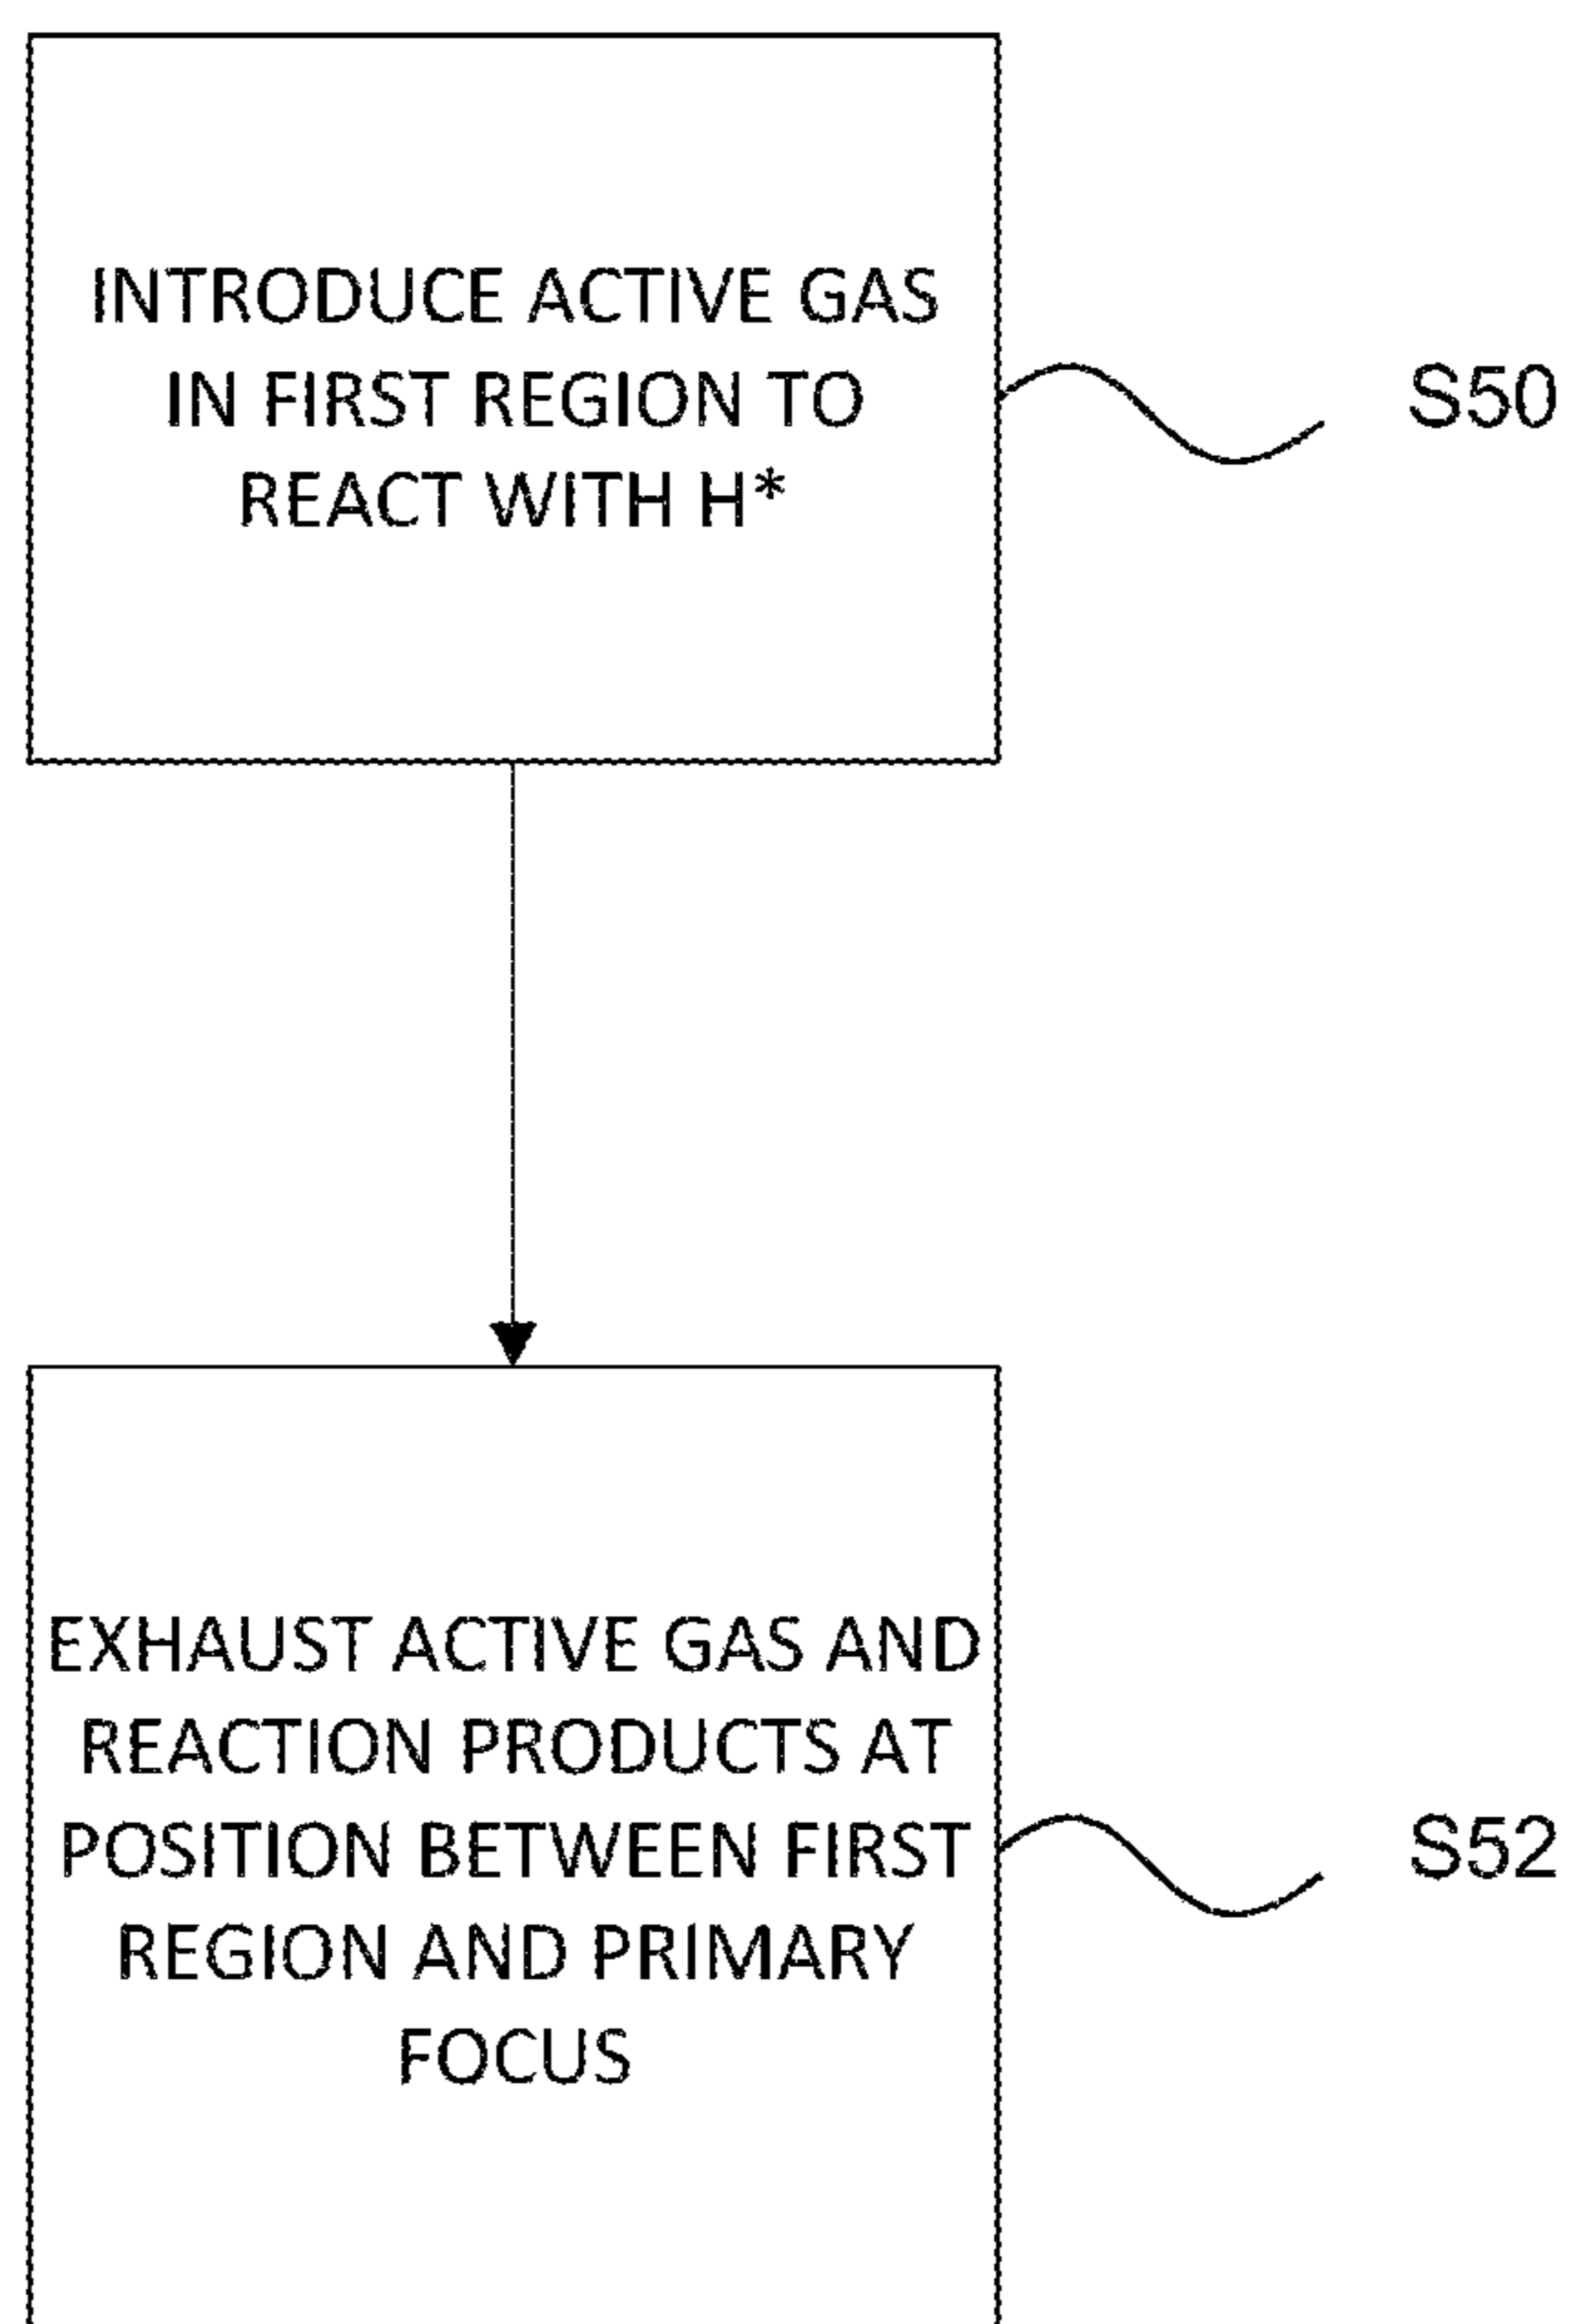 INTRODUCE ACTIVE GAS
IN FIRST REGION TO
REACT WITH H*
S50
EXHAUST ACTIVE GAS AND
REACTION PRODUCTS AT
POSITION BETWEEN FIRST
REGION AND PRIMARY
FOCUS
S52